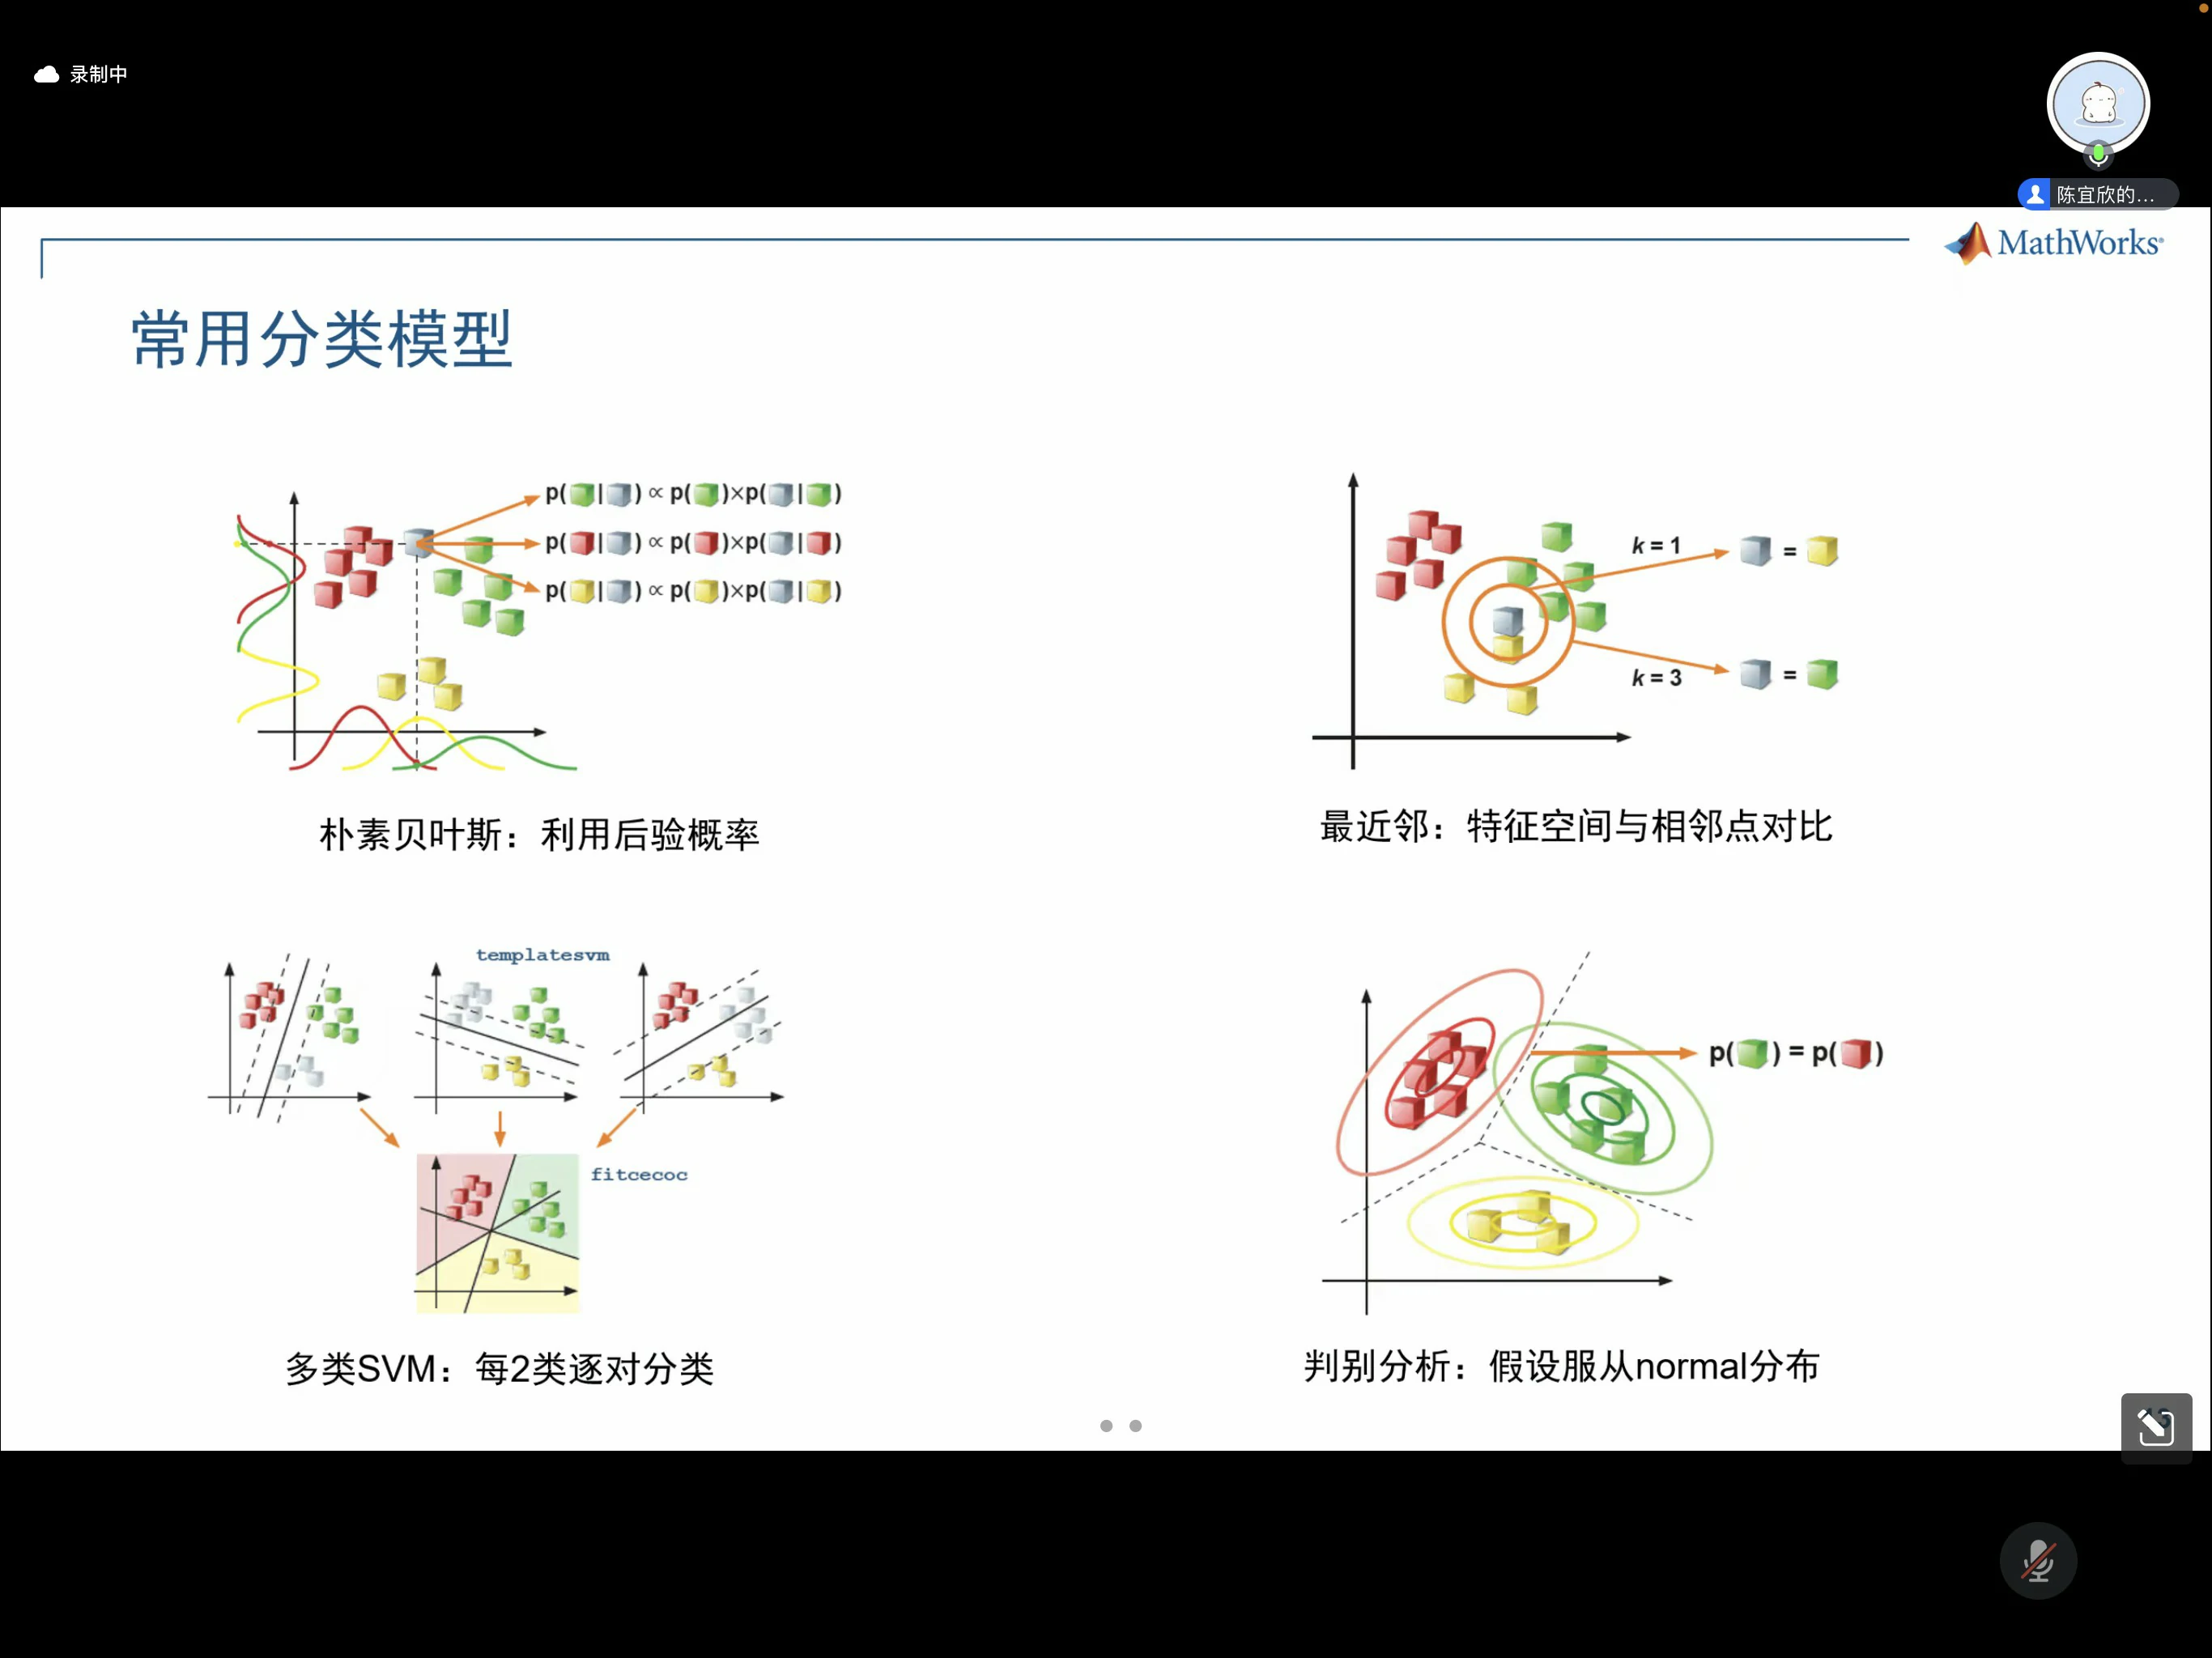 录制中
陈宜欣的...
MathWorks
常用分类模型
p( | ) ∝ p( )×p( | )
p( | ) ∝ p( )×p( | )
p( | ) ∝ p( )×p( | )
朴素贝叶斯：利用后验概率
k = 1
=
k = 3
=
最近邻：特征空间与相邻点对比
templatesvm
fitcecoc
多类SVM：每2类逐对分类
p( ) = p( )
判别分析：假设服从normal分布